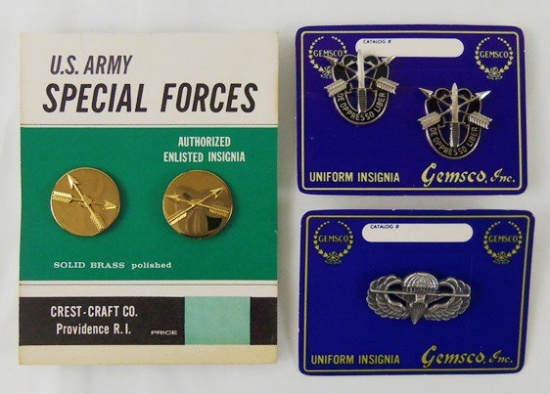 U.S. ARMY
SPECIAL FORCES
AUTHORIZED
ENLISTED INSIGNIA
SOLID BRASS polished
CREST-CRAFT CO.
Providence R.I.
PRICE
GEMSCO
CATALOG #
GEMSCO
DE OPPRESSO LIBER
DE OPPRESSO LIBER
UNIFORM INSIGNIA Gemsco, Inc.
GEMSCO
CATALOG #
GEMSCO
UNIFORM INSIGNIA Gemsco, Inc.